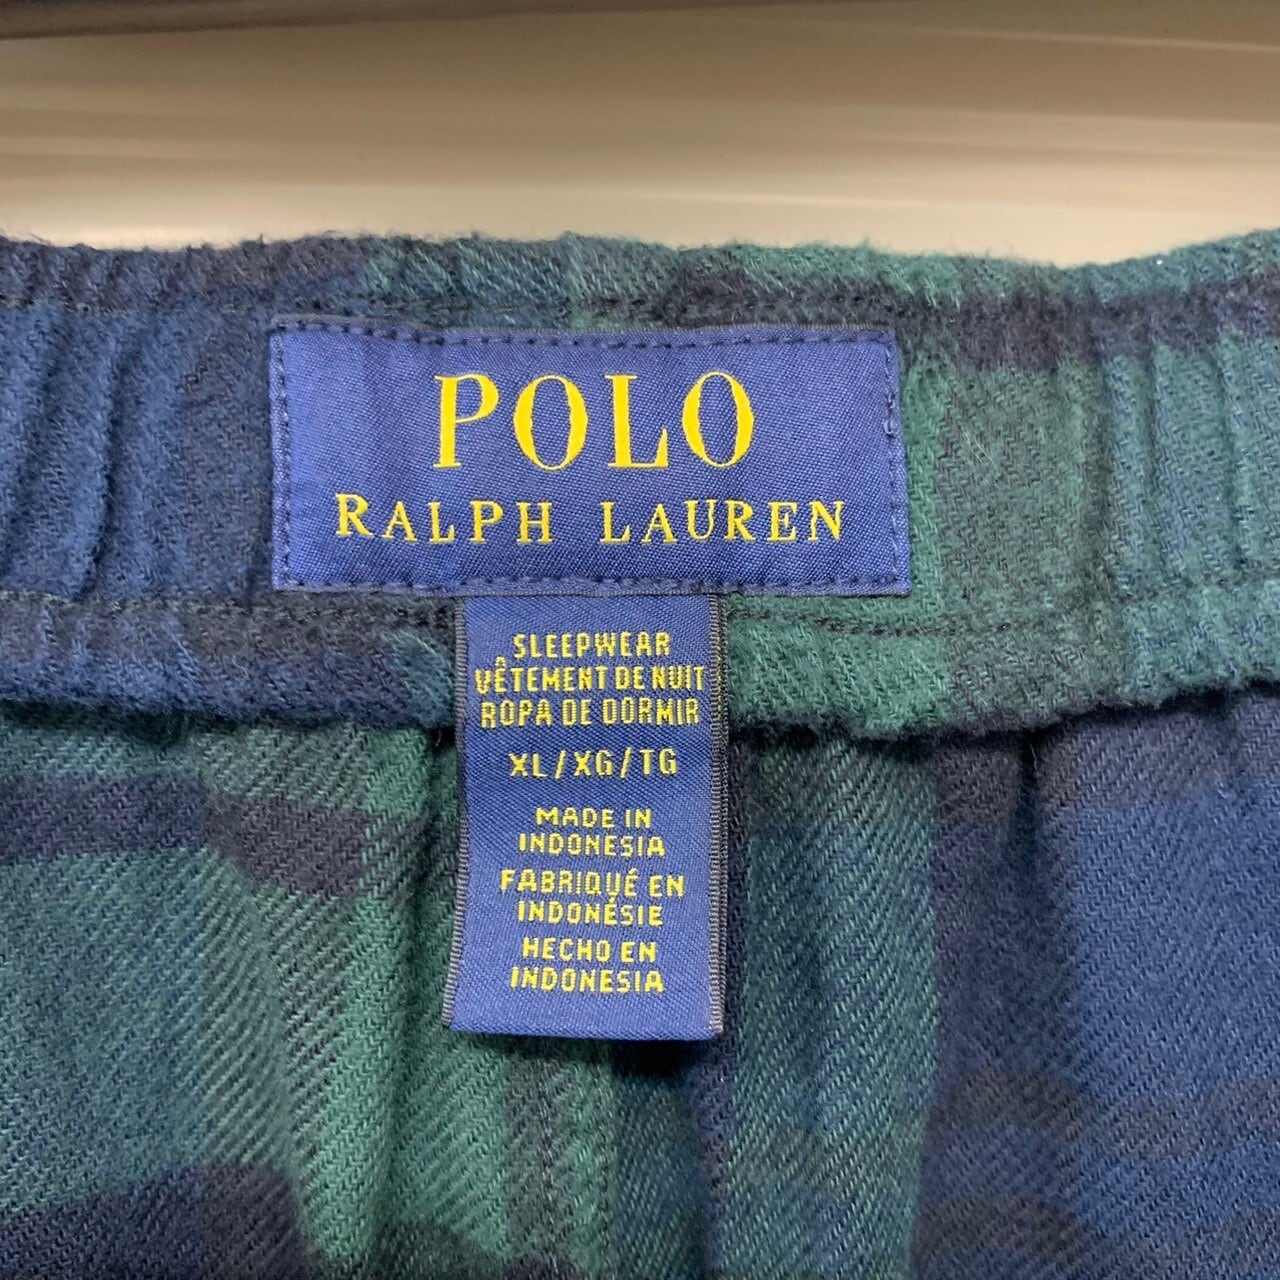 POLO
RALPH LAUREN
SLEEPWEAR
VÊTEMENT DE NUIT
ROPA DE DORMIR
XL/XG/TG
MADE IN
INDONESIA
FABRIQUÉ EN
INDONÉSIE
HECHO EN
INDONESIA